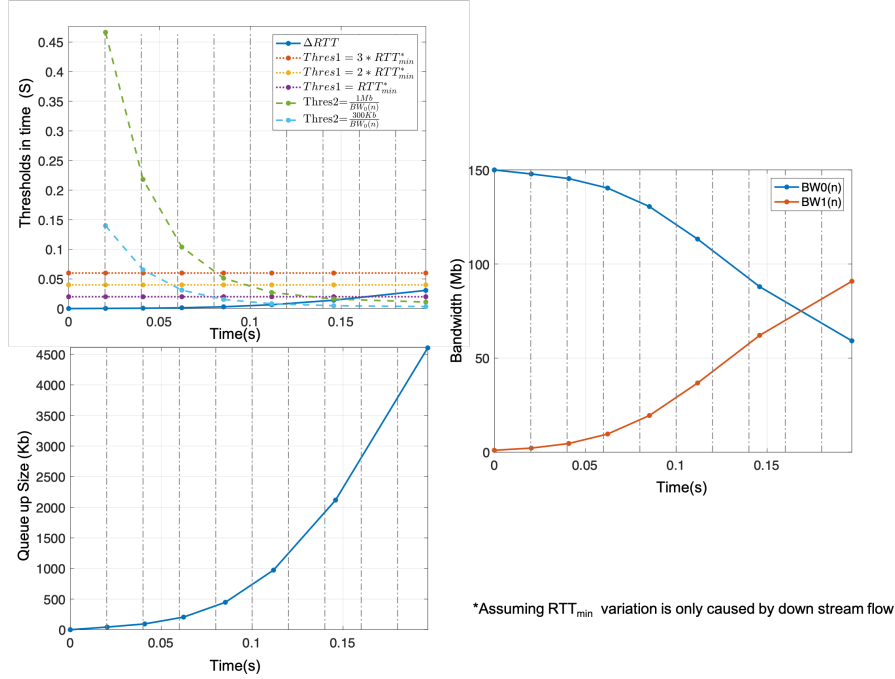 0.45
0.4
0.35
0.3
0.25
0.2
0.15
0.1
0.05
0
Thresholds in time (S)
ΔRTT
Thres1 = 3 * RTT*min
Thres1 = 2 * RTT*min
Thres1 = RTT*min
Thres2=1Mb/BW0(n)
Thres2=300Kb/BW0(n)
0 0.05 0.1 0.15
Time(s)
150
100
50
0
Bandwidth (Mb)
BW0(n)
BW1(n)
0 0.05 0.1 0.15
Time(s)
4500
4000
3500
3000
2500
2000
1500
1000
500
0
Queue up Size (Kb)
0 0.05 0.1 0.15
Time(s)
*Assuming RTTmin variation is only caused by down stream flow